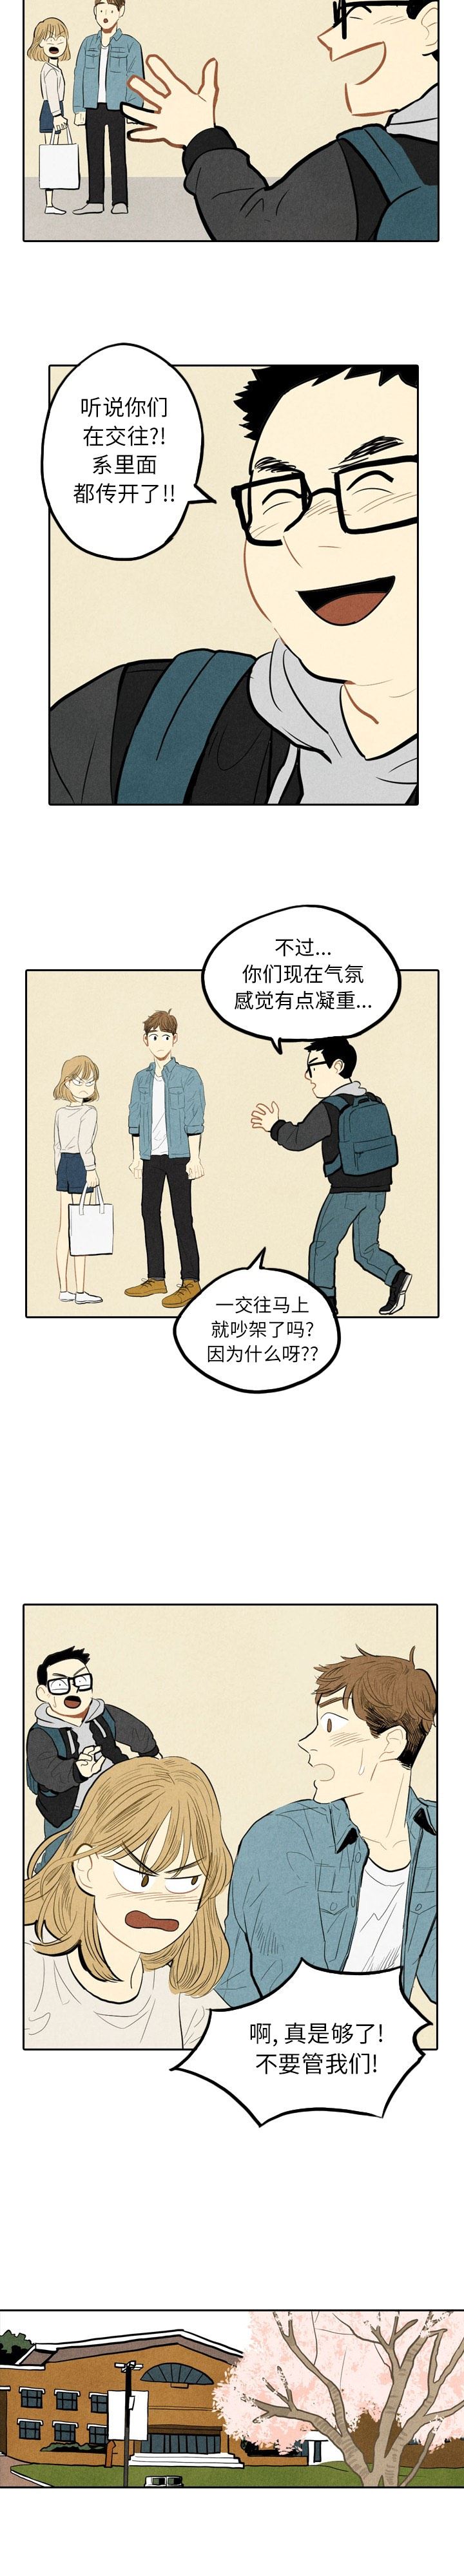 听说你们
在交往?!
系里面
都传开了!!
不过...
你们现在气氛
感觉有点凝重...
一交往马上
就吵架了吗?
因为什么呀??
啊, 真是够了!
不要管我们!